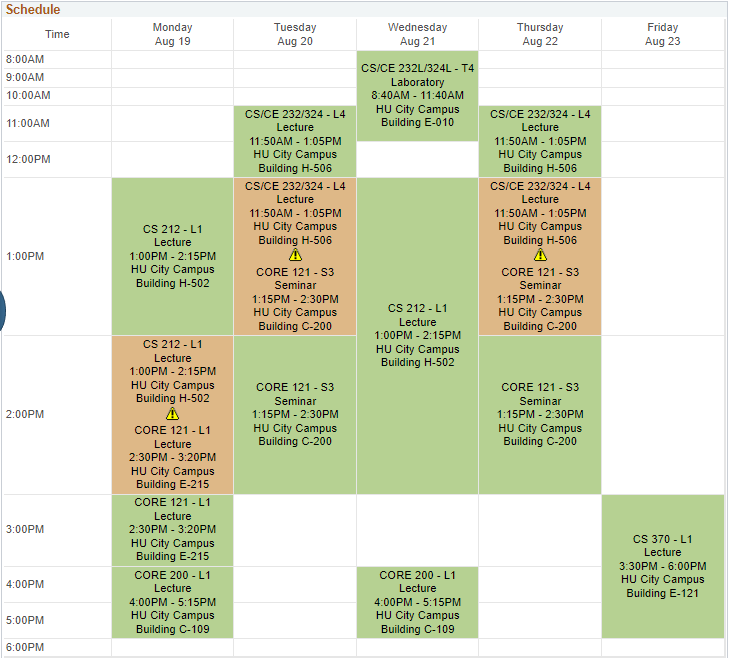 Schedule
Time
Monday
Aug 19
Tuesday
Aug 20
Wednesday
Aug 21
Thursday
Aug 22
Friday
Aug 23
8:00AM
CS/CE 232L/324L - T4
Laboratory
8:40AM - 11:40AM
HU City Campus
Building E-010
9:00AM
10:00AM
11:00AM
CS/CE 232/324 - L4
Lecture
11:50AM - 1:05PM
HU City Campus
Building H-506
CS/CE 232/324 - L4
Lecture
11:50AM - 1:05PM
HU City Campus
Building H-506
12:00PM
1:00PM
CS 212 - L1
Lecture
1:00PM - 2:15PM
HU City Campus
Building H-502
CS/CE 232/324 - L4
Lecture
11:50AM - 1:05PM
HU City Campus
Building H-506
CORE 121 - S3
Seminar
1:15PM - 2:30PM
HU City Campus
Building C-200
CS 212 - L1
Lecture
1:00PM - 2:15PM
HU City Campus
Building H-502
CS/CE 232/324 - L4
Lecture
11:50AM - 1:05PM
HU City Campus
Building H-506
CORE 121 - S3
Seminar
1:15PM - 2:30PM
HU City Campus
Building C-200
2:00PM
CS 212 - L1
Lecture
1:00PM - 2:15PM
HU City Campus
Building H-502
CORE 121 - L1
Lecture
2:30PM - 3:20PM
HU City Campus
Building E-215
CORE 121 - S3
Seminar
1:15PM - 2:30PM
HU City Campus
Building C-200
CORE 121 - S3
Seminar
1:15PM - 2:30PM
HU City Campus
Building C-200
3:00PM
CORE 121 - L1
Lecture
2:30PM - 3:20PM
HU City Campus
Building E-215
CS 370 - L1
Lecture
3:30PM - 6:00PM
HU City Campus
Building E-121
4:00PM
CORE 200 - L1
Lecture
4:00PM - 5:15PM
HU City Campus
Building C-109
CORE 200 - L1
Lecture
4:00PM - 5:15PM
HU City Campus
Building C-109
5:00PM
6:00PM